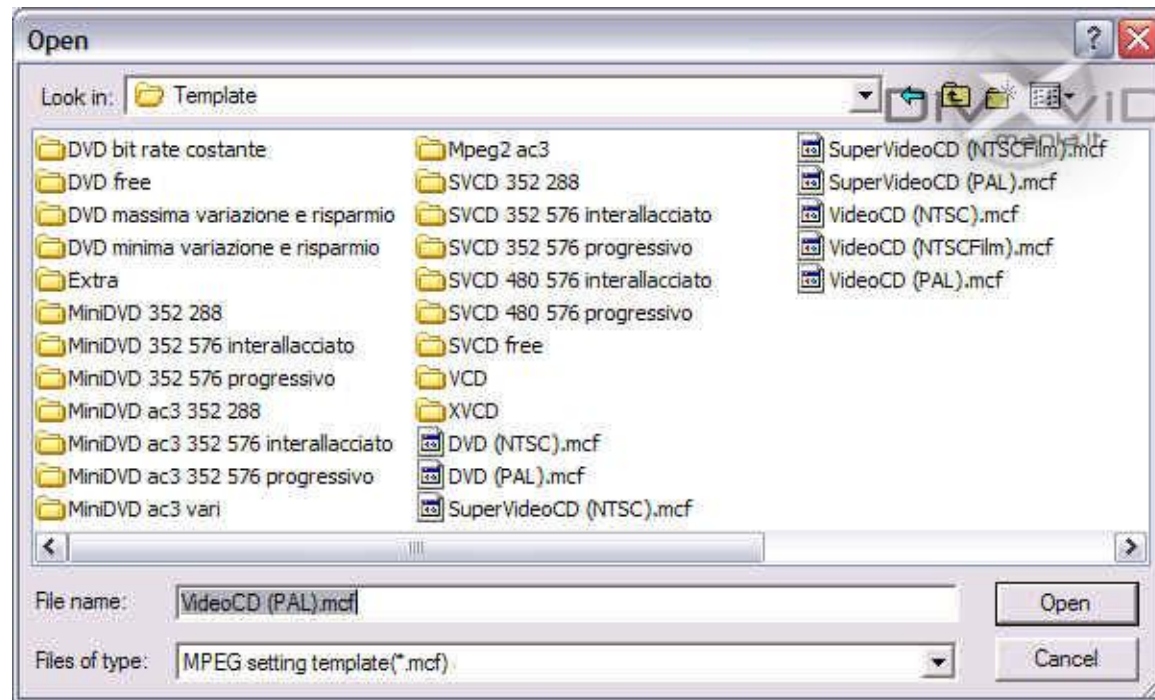 Open
Look in: Template
DVD bit rate costante
DVD free
DVD massima variazione e risparmio
DVD minima variazione e risparmio
Extra
MiniDVD 352 288
MiniDVD 352 576 interallacciato
MiniDVD 352 576 progressivo
MiniDVD ac3 352 288
MiniDVD ac3 352 576 interallacciato
MiniDVD ac3 352 576 progressivo
MiniDVD ac3 vari
Mpeg2 ac3
SVCD 352 288
SVCD 352 576 interallacciato
SVCD 352 576 progressivo
SVCD 480 576 interallacciato
SVCD 480 576 progressivo
SVCD free
VCD
XVCD
DVD (NTSC).mcf
DVD (PAL).mcf
SuperVideoCD (NTSC).mcf
SuperVideoCD (NTSCFilm).mcf
SuperVideoCD (PAL).mcf
VideoCD (NTSC).mcf
VideoCD (NTSCFilm).mcf
VideoCD (PAL).mcf
File name: VideoCD (PAL).mcf
Open
Files of type: MPEG setting template(*.mcf)
Cancel
mania.it